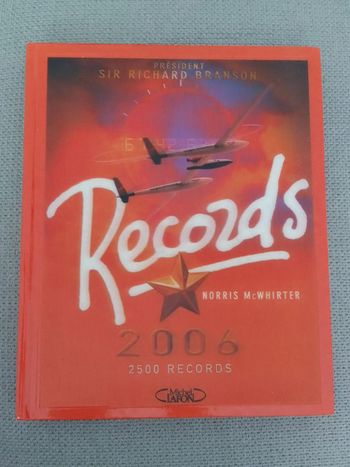 PRÉSIDENT
SIR RICHARD BRANSON
Records
NORRIS McWHIRTER
2006
2500 RECORDS
Michel
LAFON